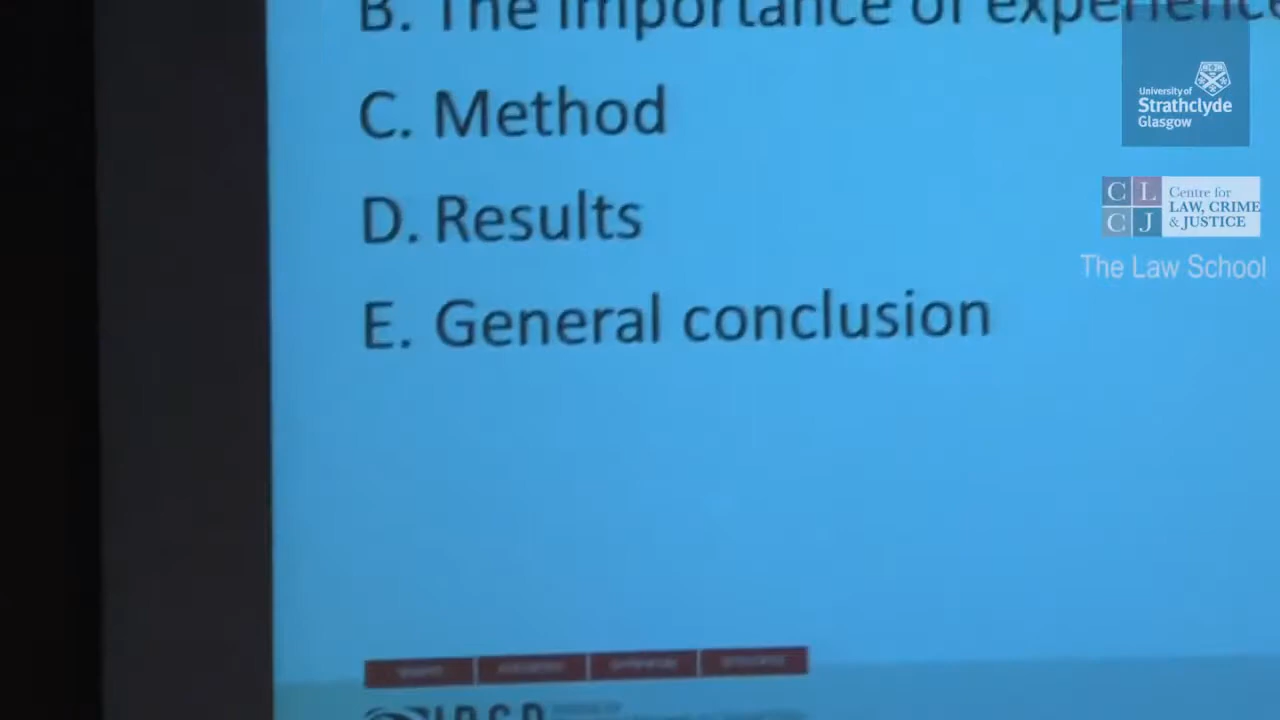 B. The importance of experience
C. Method
D. Results
E. General conclusion
University of
Strathclyde
Glasgow
C L
C J
Centre for
LAW, CRIME
& JUSTICE
The Law School